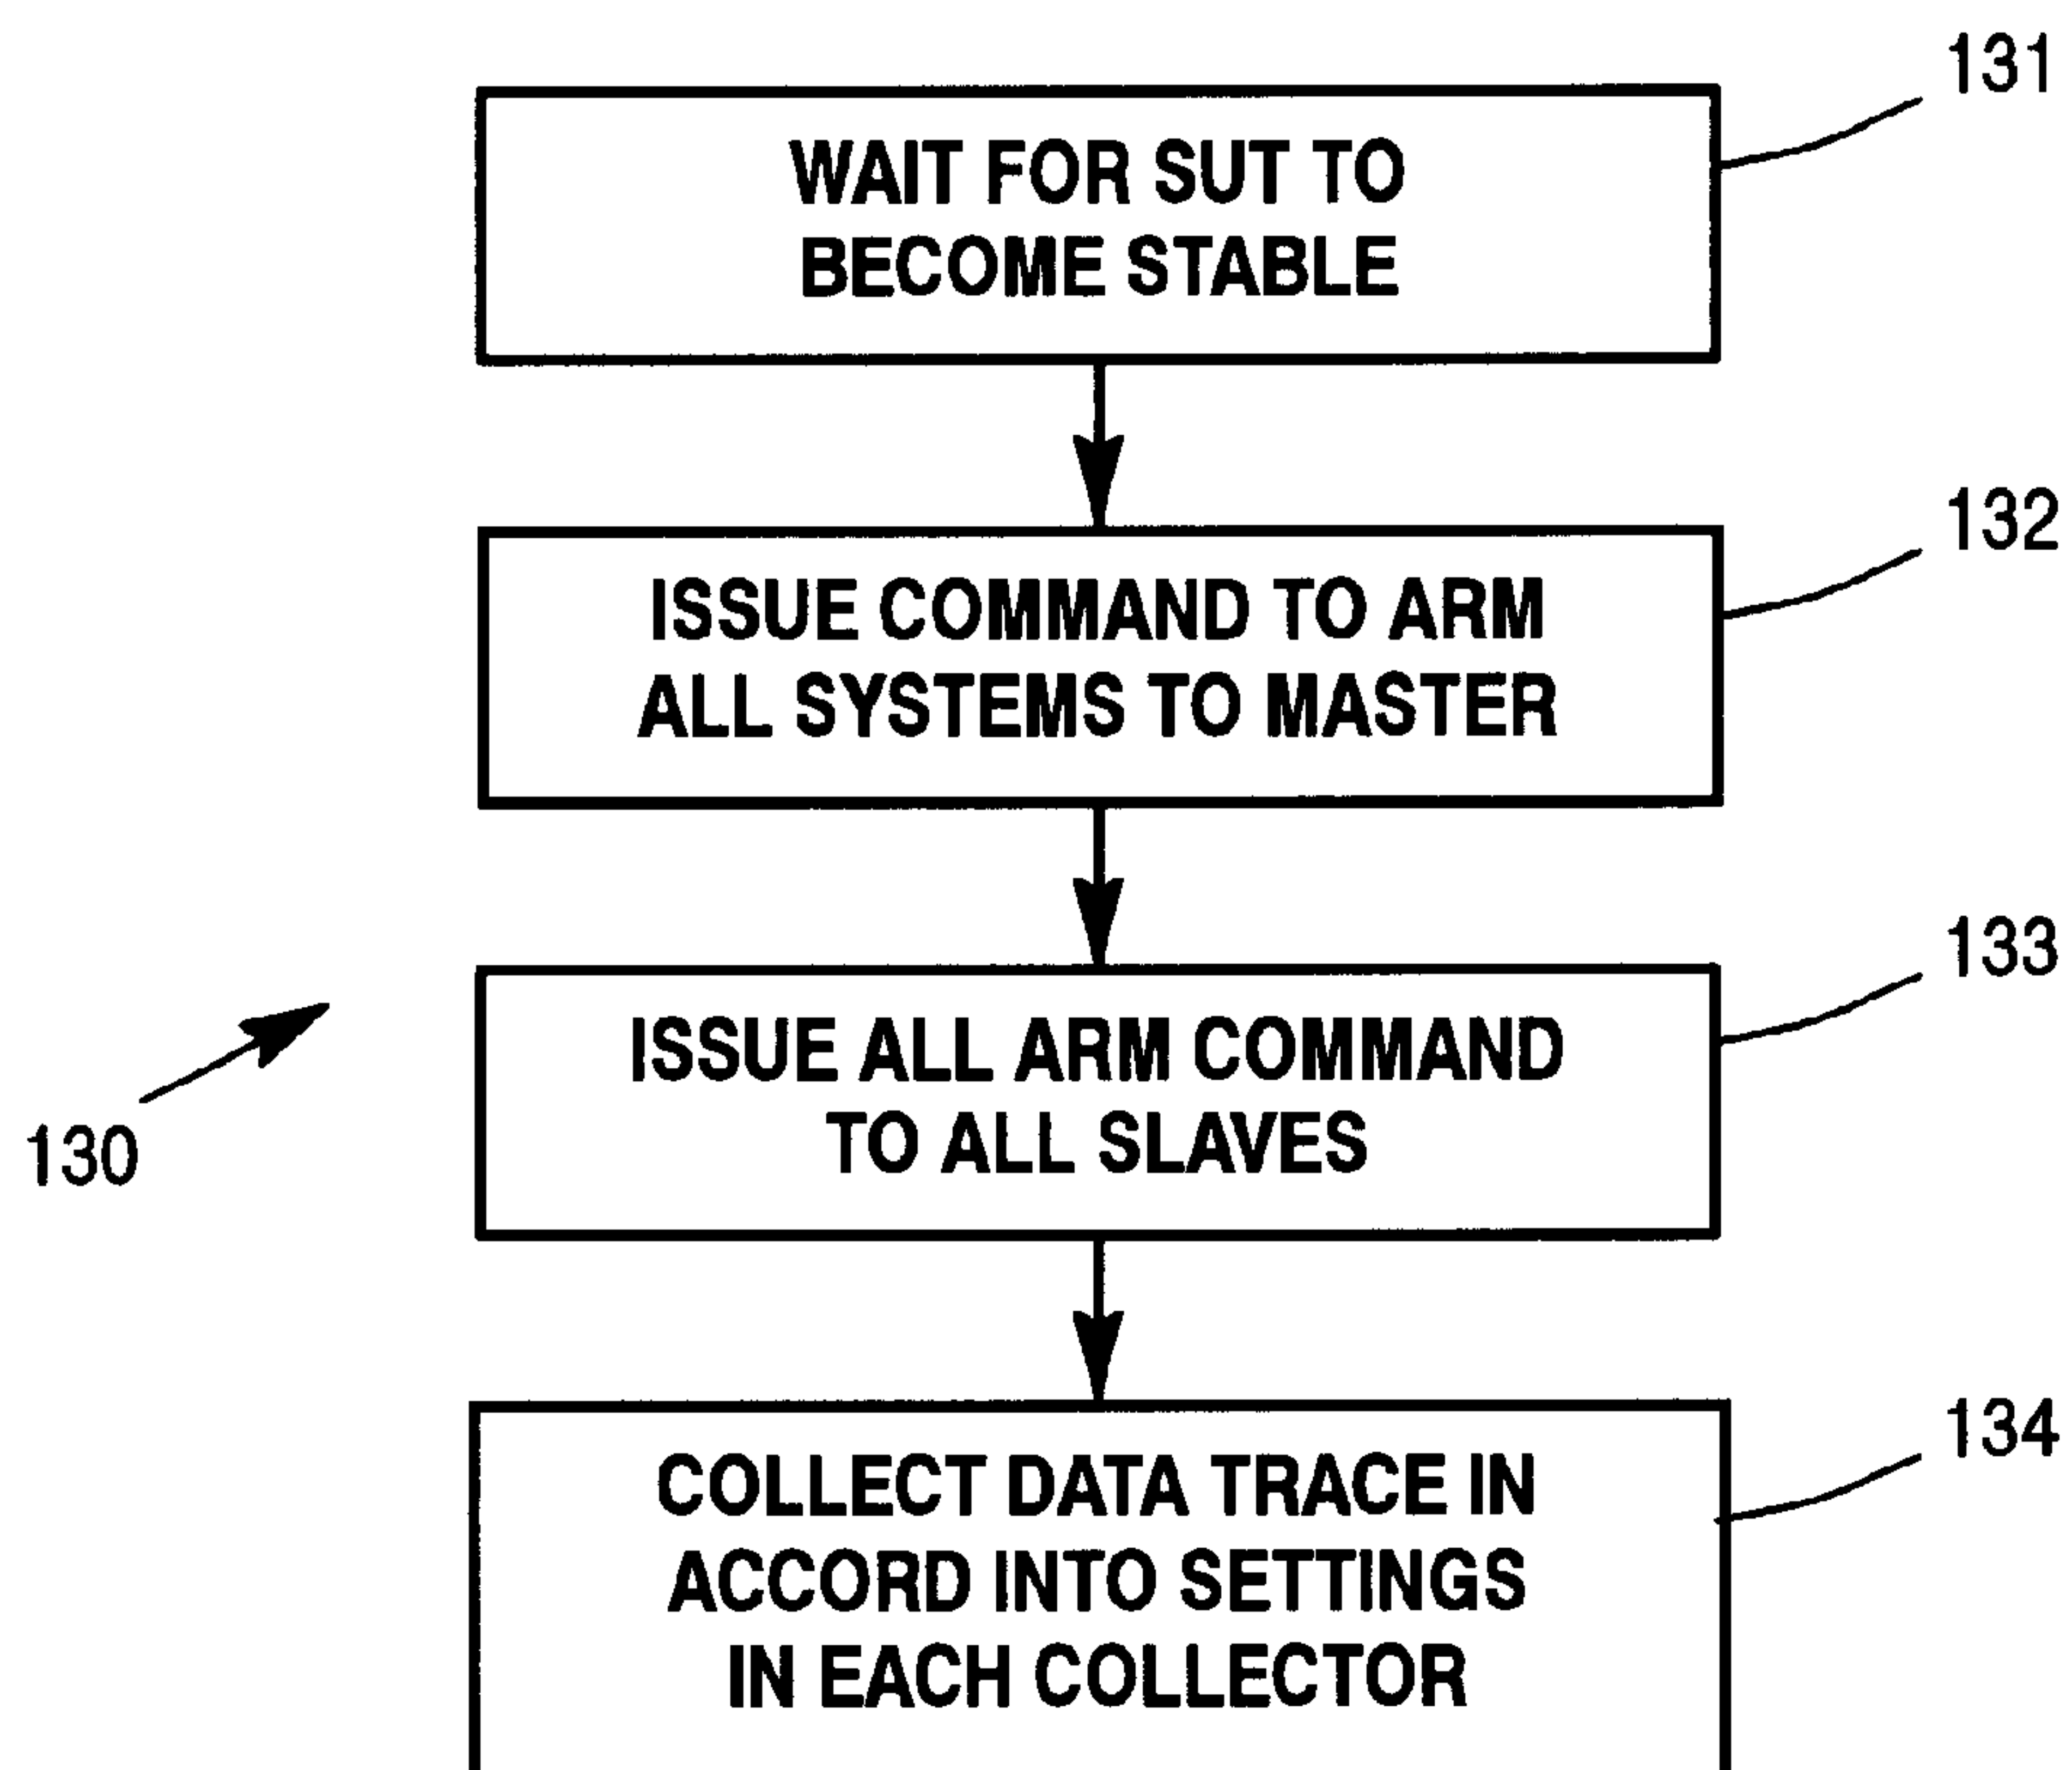 131
WAIT FOR SUT TO
BECOME STABLE
132
ISSUE COMMAND TO ARM
ALL SYSTEMS TO MASTER
133
ISSUE ALL ARM COMMAND
TO ALL SLAVES
130
134
COLLECT DATA TRACE IN
ACCORD INTO SETTINGS
IN EACH COLLECTOR